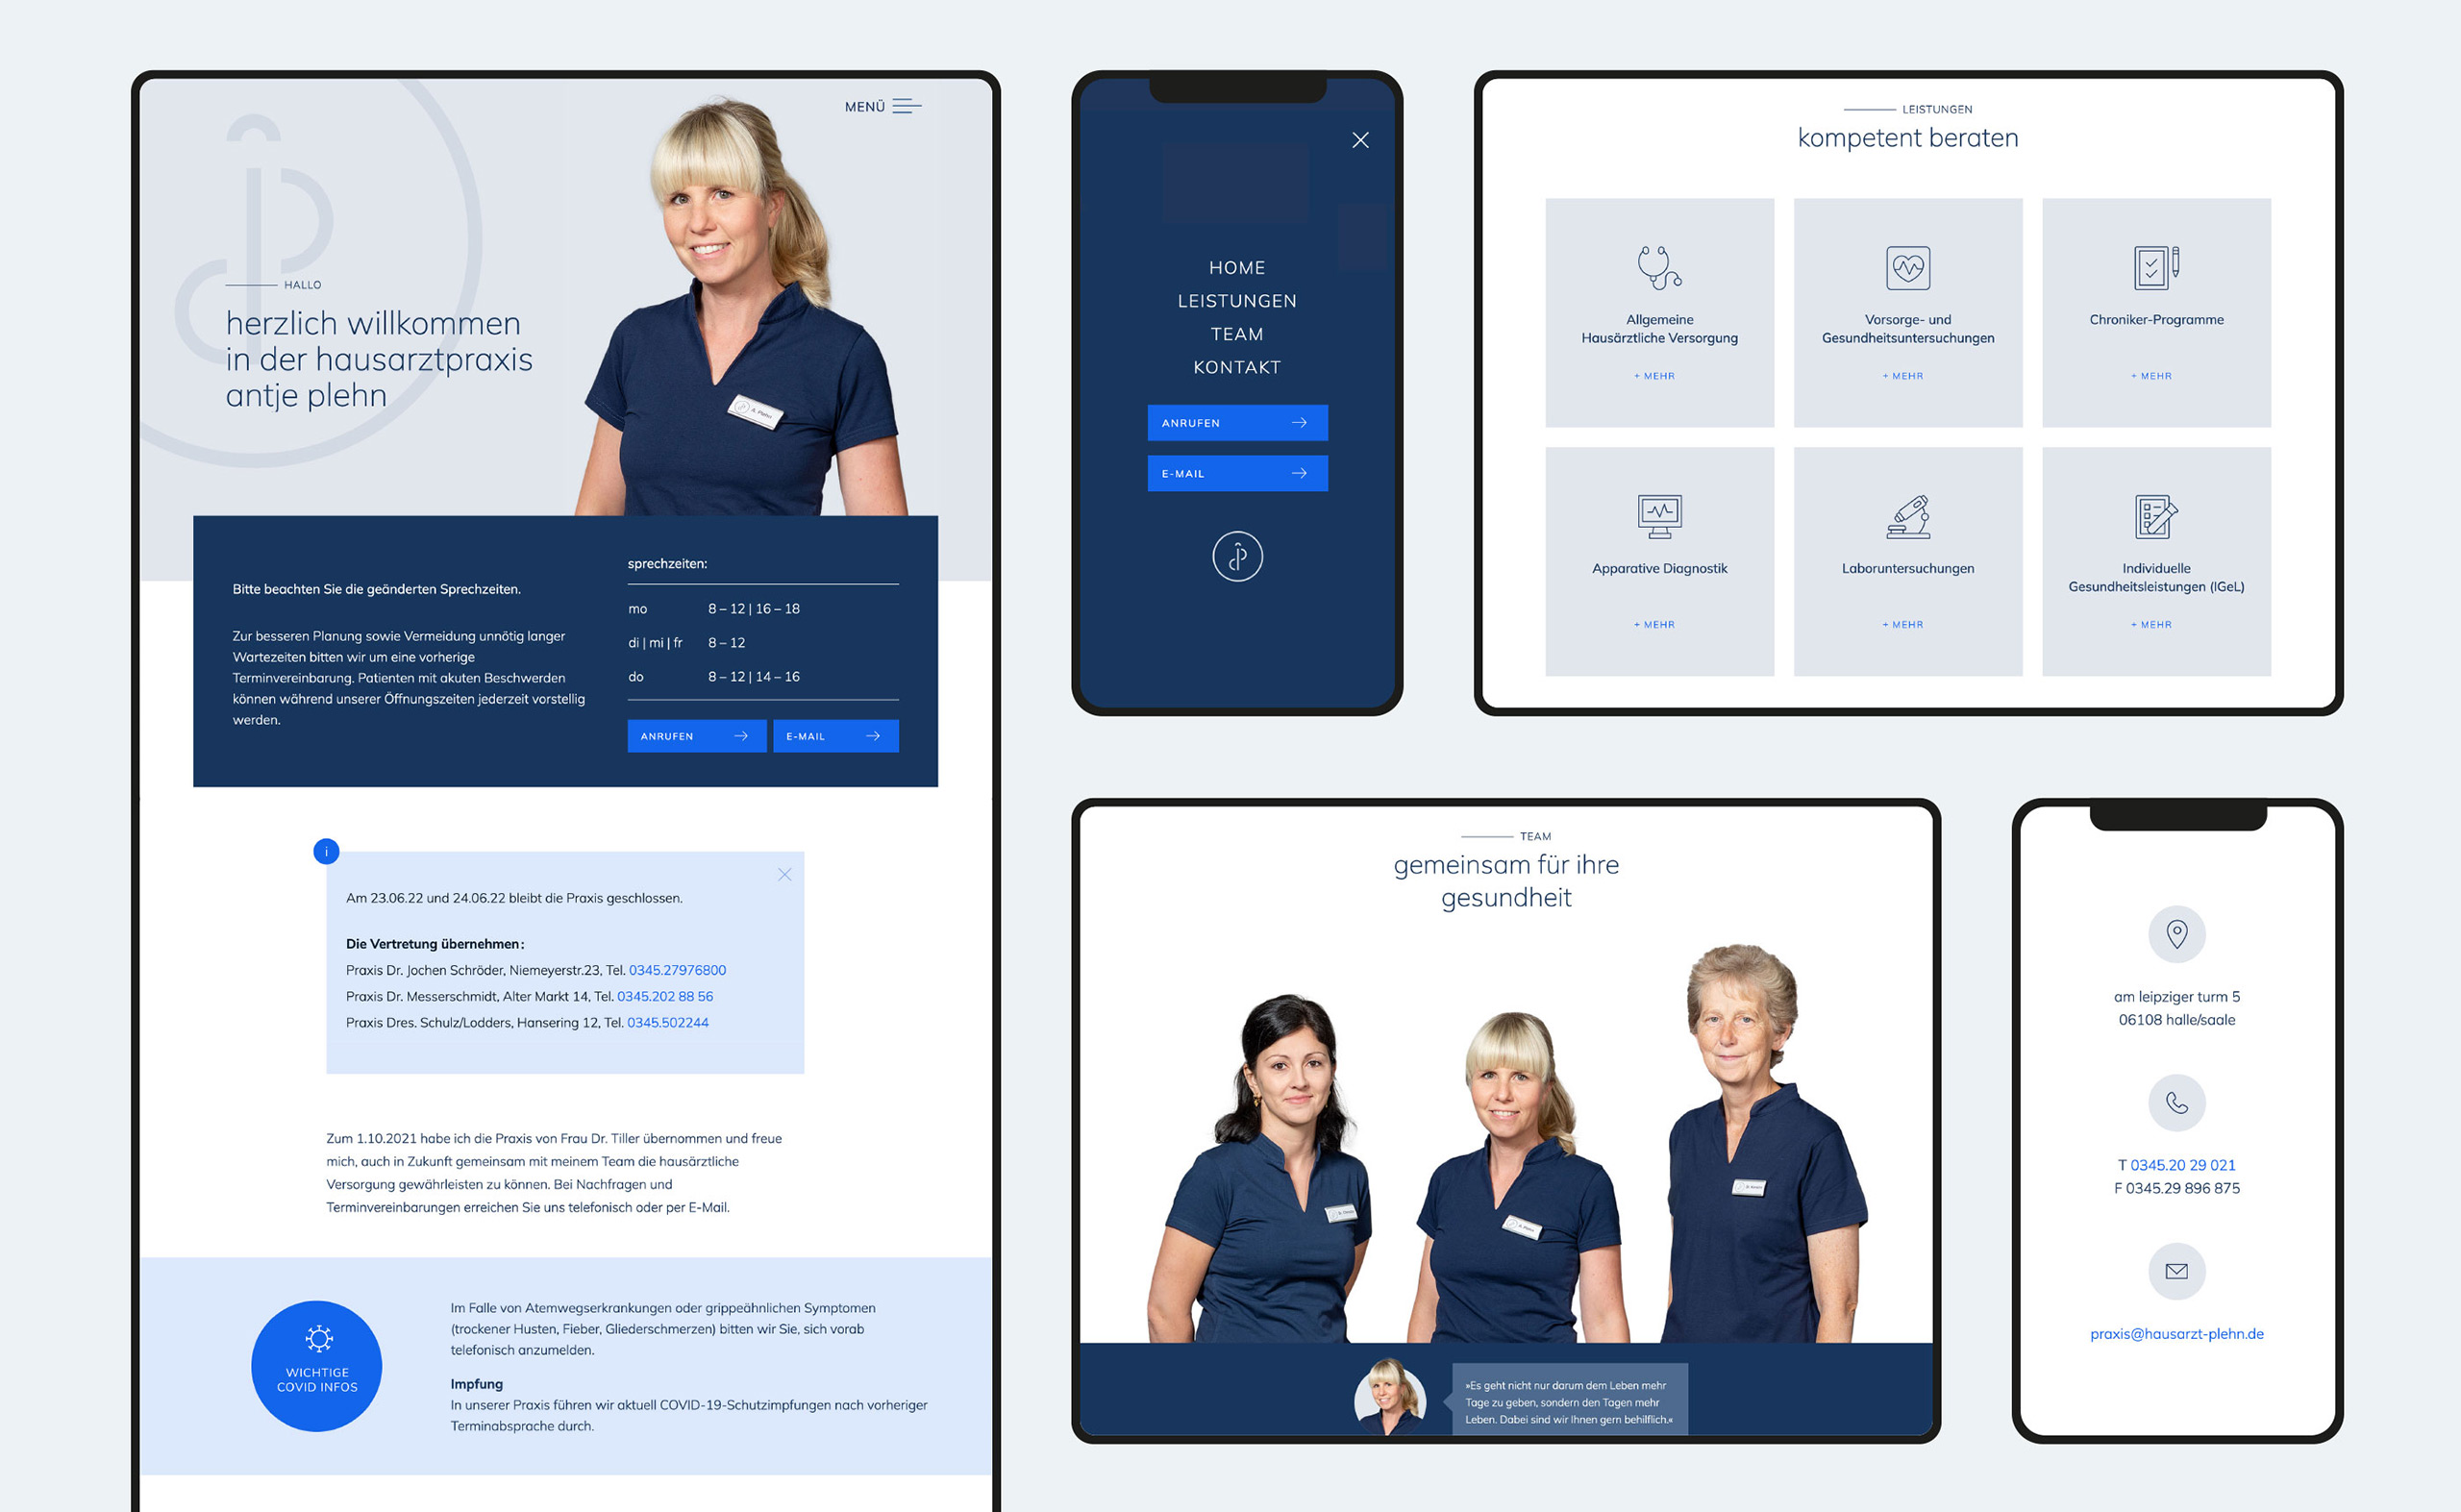 MENÜ
HALLO
herzlich willkommen
in der hausarztpraxis
antje plehn
A. Plehn
Bitte beachten Sie die geänderten Sprechzeiten.
Zur besseren Planung sowie Vermeidung unnötig langer
Wartezeiten bitten wir um eine vorherige
Terminvereinbarung. Patienten mit akuten Beschwerden
können während unserer Öffnungszeiten jederzeit vorstellig
werden.
sprechzeiten:
mo 8 – 12 | 16 – 18
di | mi | fr 8 – 12
do 8 – 12 | 14 – 16
ANRUFEN
E-MAIL
i
Am 23.06.22 und 24.06.22 bleibt die Praxis geschlossen.
Die Vertretung übernehmen:
Praxis Dr. Jochen Schröder, Niemeyerstr.23, Tel. 0345.27976800
Praxis Dr. Messerschmidt, Alter Markt 14, Tel. 0345.202 88 56
Praxis Dres. Schulz/Lodders, Hansering 12, Tel. 0345.502244
Zum 1.10.2021 habe ich die Praxis von Frau Dr. Tiller übernommen und freue
mich, auch in Zukunft gemeinsam mit meinem Team die hausärztliche
Versorgung gewährleisten zu können. Bei Nachfragen und
Terminvereinbarungen erreichen Sie uns telefonisch oder per E-Mail.
WICHTIGE
COVID INFOS
Im Falle von Atemwegserkrankungen oder grippeähnlichen Symptomen
(trockener Husten, Fieber, Gliederschmerzen) bitten wir Sie, sich vorab
telefonisch anzumelden.
Impfung
In unserer Praxis führen wir aktuell COVID-19-Schutzimpfungen nach vorheriger
Terminabsprache durch.
HOME
LEISTUNGEN
TEAM
KONTAKT
ANRUFEN
E-MAIL
LEISTUNGEN
kompetent beraten
Allgemeine
Hausärztliche Versorgung
+ MEHR
Vorsorge- und
Gesundheitsuntersuchungen
+ MEHR
Chroniker-Programme
+ MEHR
Apparative Diagnostik
+ MEHR
Laboruntersuchungen
+ MEHR
Individuelle
Gesundheitsleistungen (IGeL)
+ MEHR
TEAM
gemeinsam für ihre
gesundheit
A. Plehn
»Es geht nicht nur darum dem Leben mehr
Tage zu geben, sondern den Tagen mehr
Leben. Dabei sind wir Ihnen gern behilflich.«
am leipziger turm 5
06108 halle/saale
T 0345.20 29 021
F 0345.29 896 875
praxis@hausarzt-plehn.de